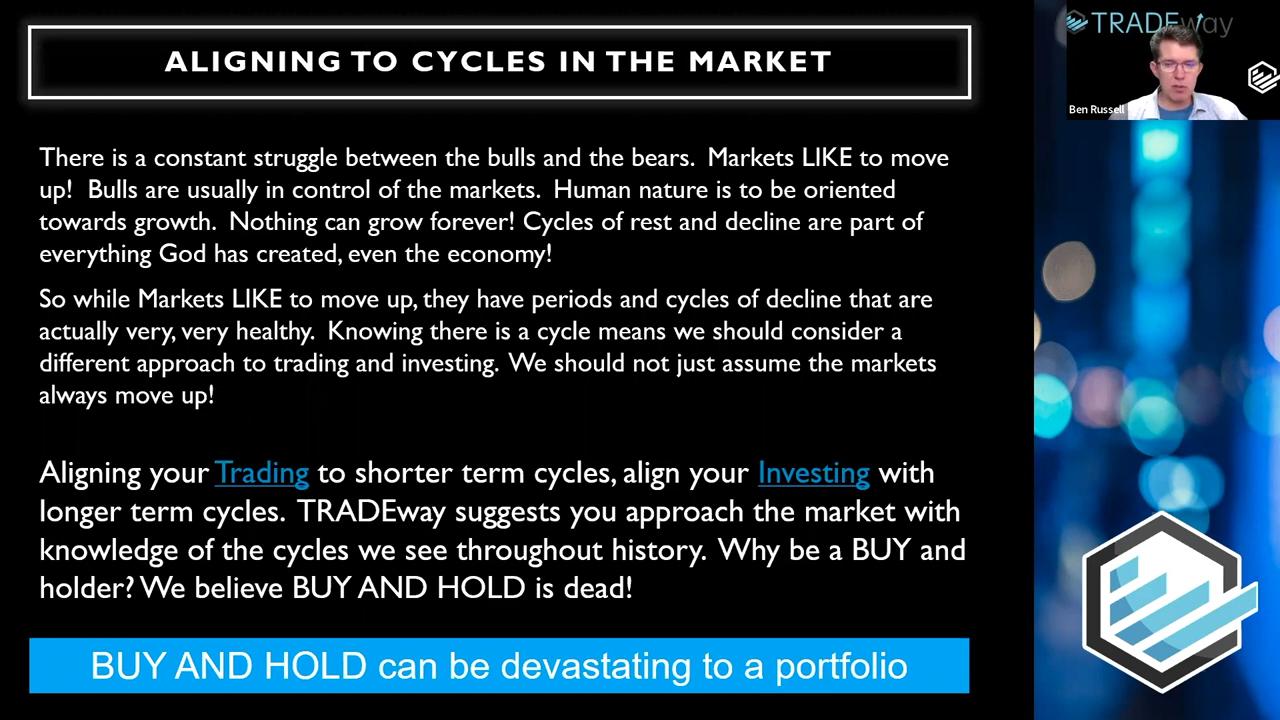 ALIGNING TO CYCLES IN THE MARKET
TRADEway
Ben Russell
There is a constant struggle between the bulls and the bears. Markets LIKE to move
up! Bulls are usually in control of the markets. Human nature is to be oriented
towards growth. Nothing can grow forever! Cycles of rest and decline are part of
everything God has created, even the economy!
So while Markets LIKE to move up, they have periods and cycles of decline that are
actually very, very healthy. Knowing there is a cycle means we should consider a
different approach to trading and investing. We should not just assume the markets
always move up!
Aligning your Trading to shorter term cycles, align your Investing with
longer term cycles. TRADEway suggests you approach the market with
knowledge of the cycles we see throughout history. Why be a BUY and
holder? We believe BUY AND HOLD is dead!
BUY AND HOLD can be devastating to a portfolio